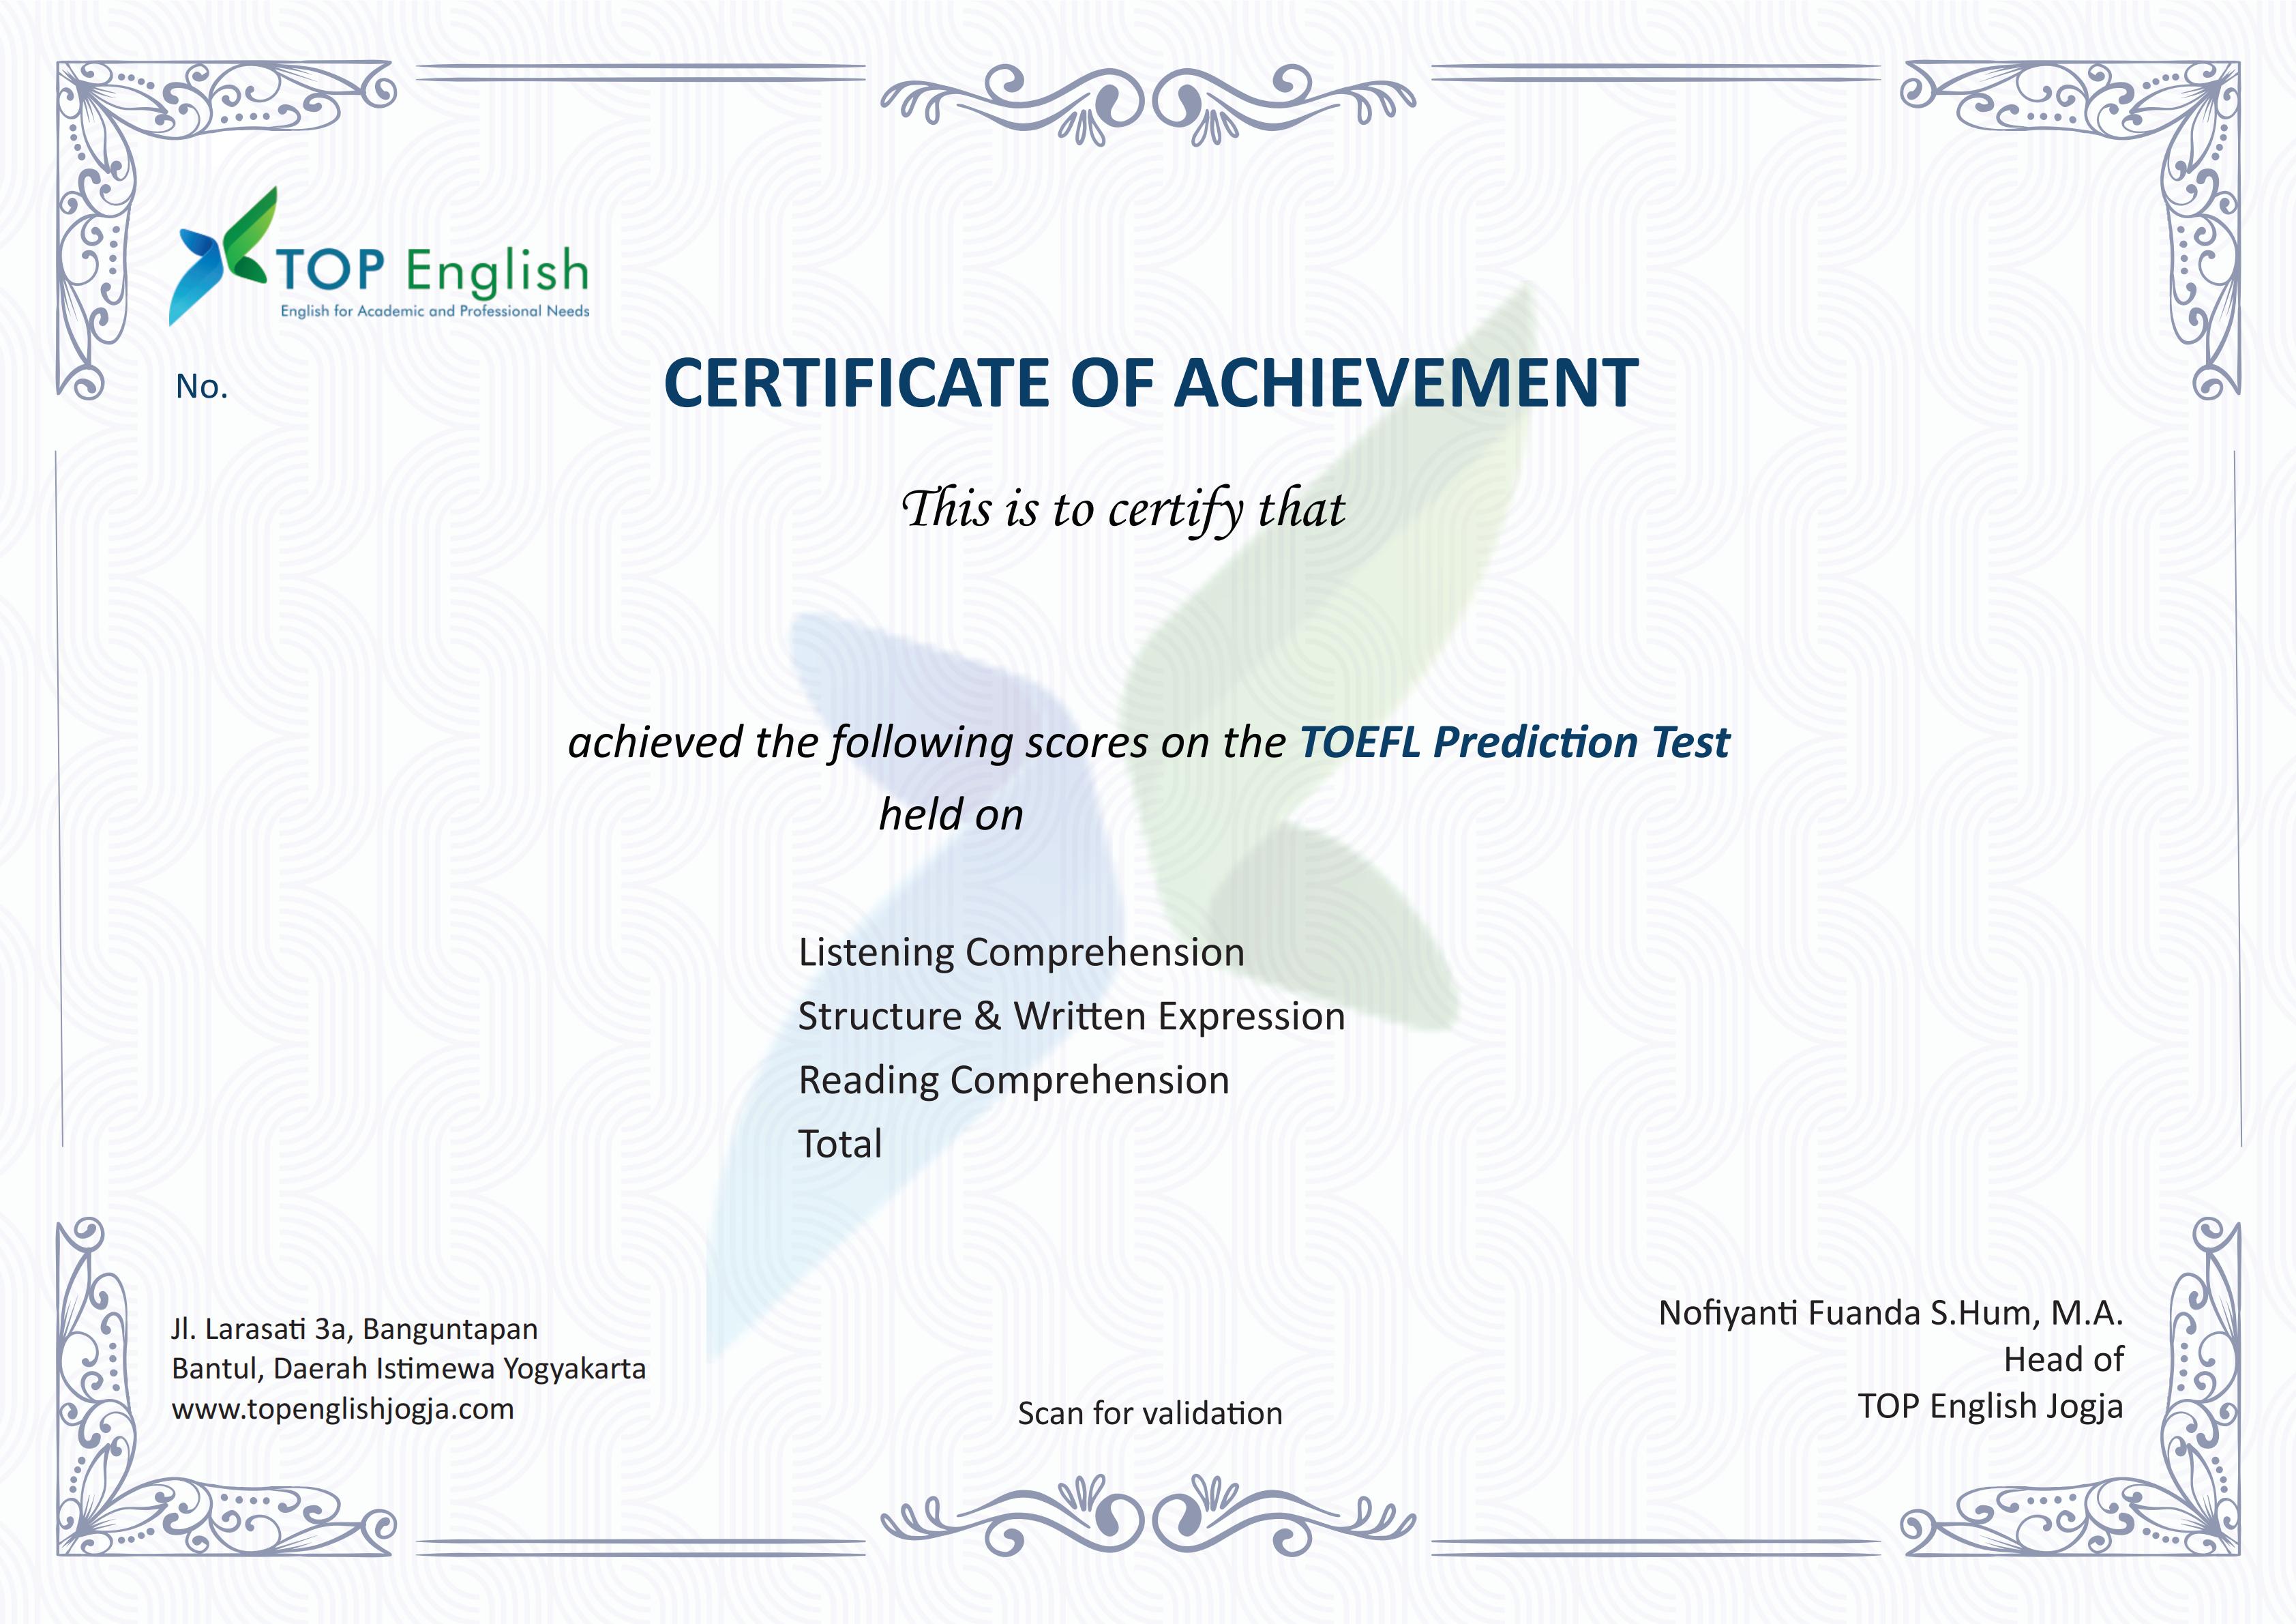 TOP English
English for Academic and Professional Needs
No.
CERTIFICATE OF ACHIEVEMENT
This is to certify that
achieved the following scores on the TOEFL Prediction Test
held on
Listening Comprehension
Structure & Written Expression
Reading Comprehension
Total
Jl. Larasati 3a, Banguntapan
Bantul, Daerah Istimewa Yogyakarta
www.topenglishjogja.com
Scan for validation
Nofiyanti Fuanda S.Hum, M.A.
Head of
TOP English Jogja